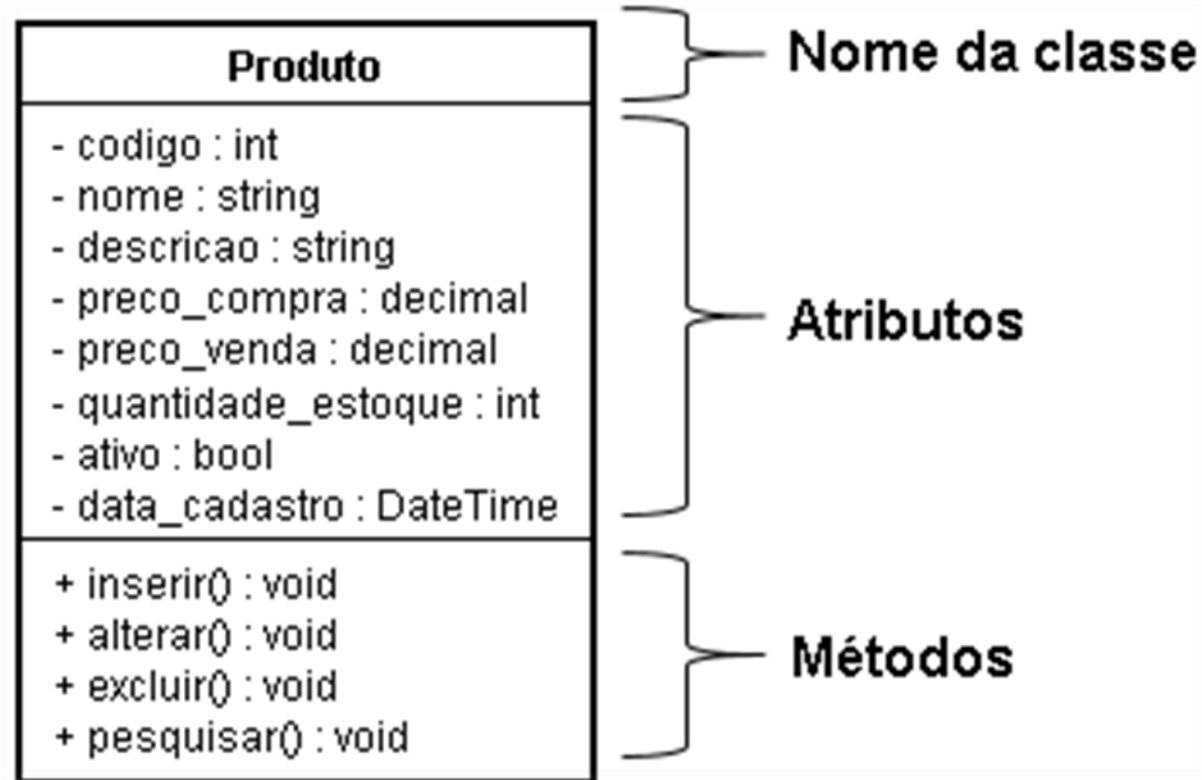 Produto
Nome da classe
- codigo : int
- nome : string
- descricao : string
- preco_compra : decimal
- preco_venda : decimal
- quantidade_estoque : int
- ativo : bool
- data_cadastro : DateTime
Atributos
+ inserir() : void
+ alterar() : void
+ excluir() : void
+ pesquisar() : void
Métodos